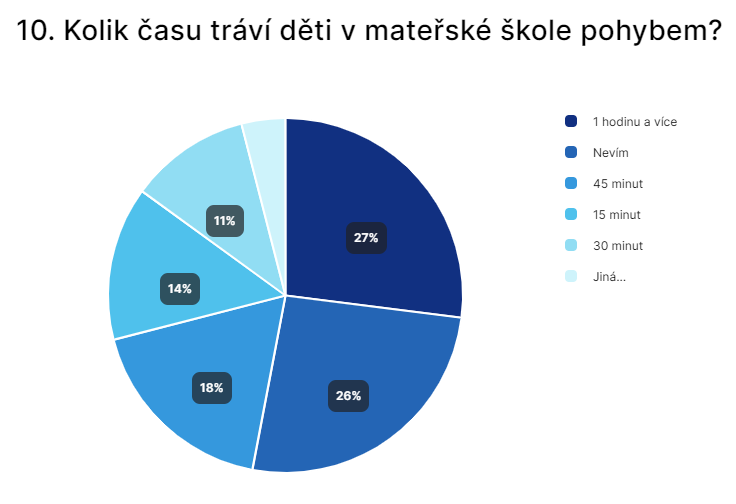 10. Kolik času tráví děti v mateřské škole pohybem?
1 hodinu a více
Nevím
45 minut
15 minut
30 minut
Jiná...
11%
27%
14%
18%
26%